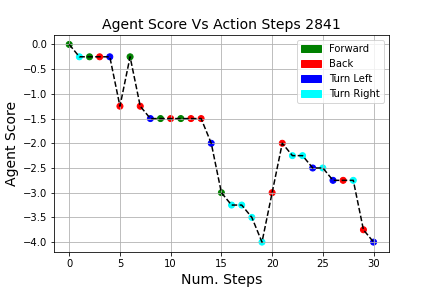 Agent Score Vs Action Steps 2841
0.0
−0.5
−1.0
−1.5
−2.0
−2.5
−3.0
−3.5
−4.0
Agent Score
Forward
Back
Turn Left
Turn Right
0 5 10 15 20 25 30
Num. Steps